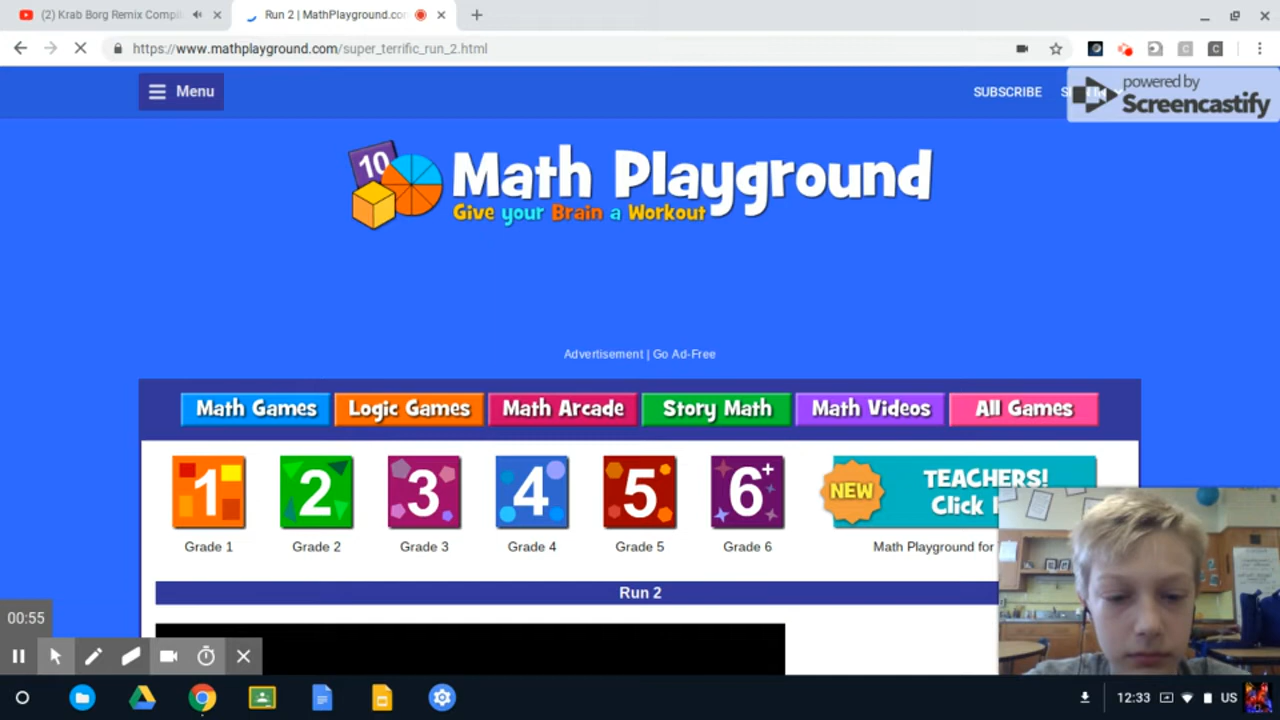 (2) Krab Borg Remix Compil
Run 2 | MathPlayground.co
https://www.mathplayground.com/super_terrific_run_2.html
Menu
SUBSCRIBE
powered by
Screencastify
10
Math Playground
Give your Brain a Workout
Advertisement | Go Ad-Free
Math Games
Logic Games
Math Arcade
Story Math
Math Videos
All Games
1
2
3
4
5
6+
NEW
TEACHERS!
Click
Grade 1
Grade 2
Grade 3
Grade 4
Grade 5
Grade 6
Math Playground for
Run 2
00:55
12:33
US